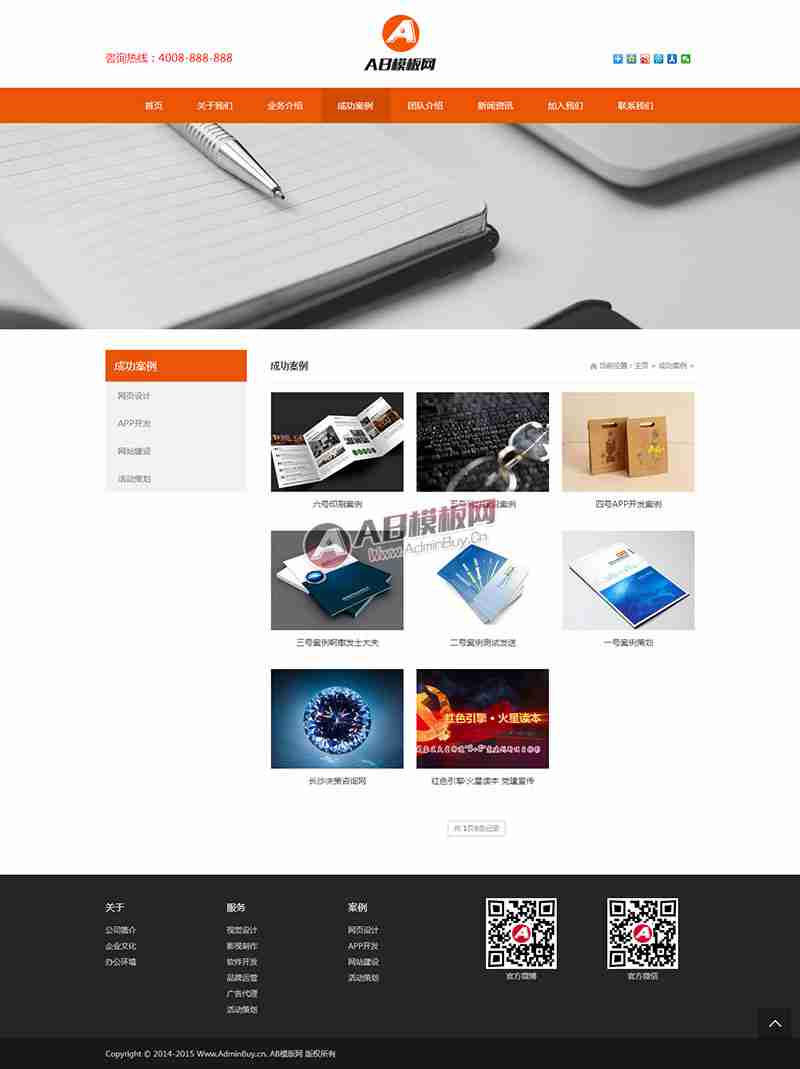 咨询热线：4008-888-888
AB模板网
首页 关于我们 业务介绍 成功案例 团队介绍 新闻资讯 加入我们 联系我们
成功案例
网页设计
APP开发
网站建设
活动策划
成功案例
当前位置：主页 > 成功案例 >
六号印刷案例
四号APP开发案例
AB模板网
Www.AdminBuy.Cn
三号案例啊审发士大夫
二号案例测试发送
一号案例策划
红色引擎·火星读本
长沙决策咨询网
红色引擎火星读本 党建宣传
共 1页8条记录
关于
公司简介
企业文化
办公环境
服务
视觉设计
影视制作
软件开发
品牌运营
广告代理
活动策划
案例
网页设计
APP开发
网站建设
活动策划
官方微博
官方微信
Copyright © 2014-2015 Www.AdminBuy.cn. AB模版网 版权所有